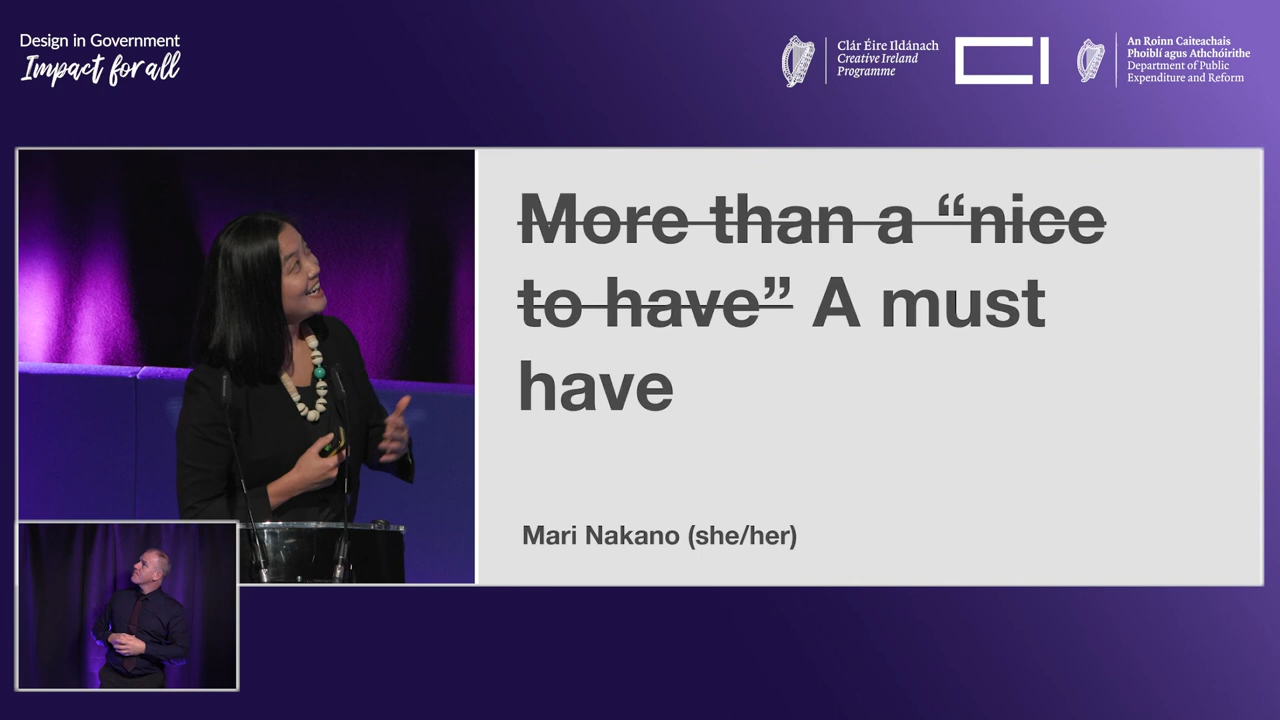 Design in Government
Impact for all
Clár Éire Ildánach
Creative Ireland
Programme
CI
An Roinn Caiteachais
Phoiblí agus Athchóirithe
Department of Public
Expenditure and Reform
More than a “nice
to have” A must
have
Mari Nakano (she/her)